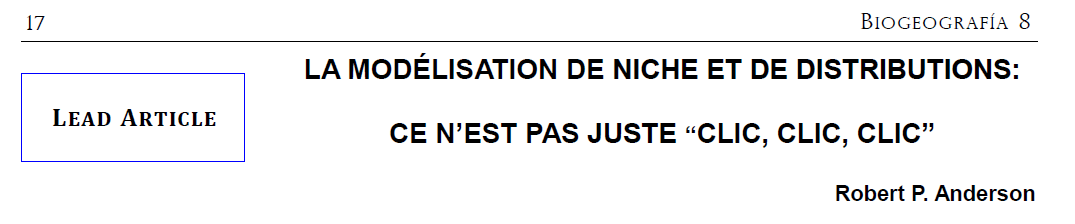 17 Biogeografía 8
Lead Article
LA MODÉLISATION DE NICHE ET DE DISTRIBUTIONS:
CE N’EST PAS JUSTE “CLIC, CLIC, CLIC”
Robert P. Anderson